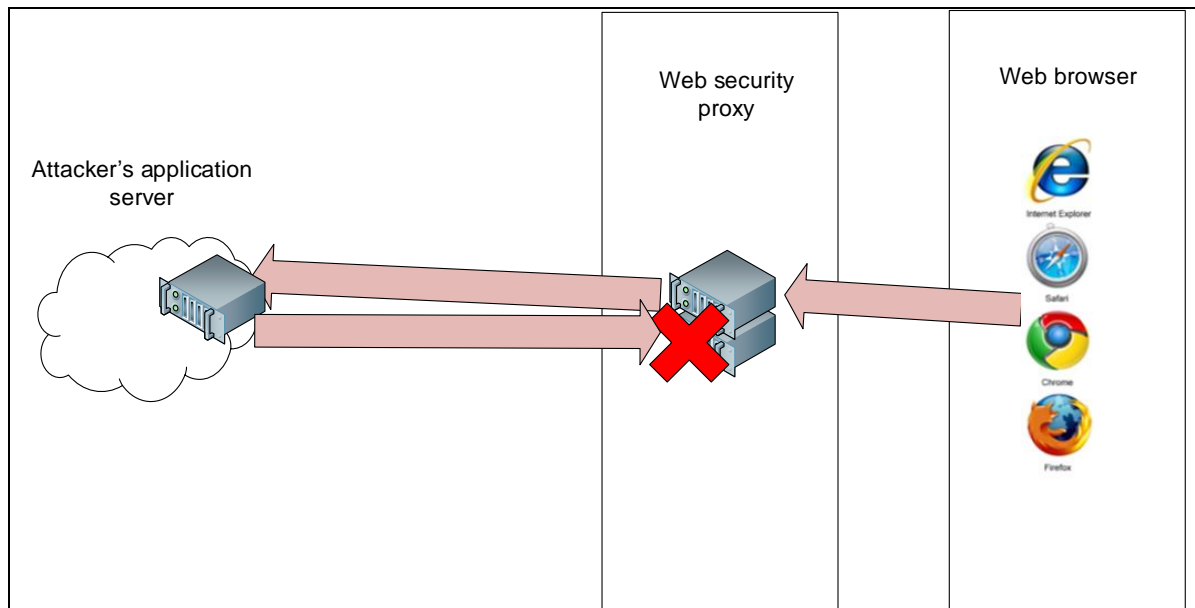 Attacker's application
server
Web security
proxy
Web browser
Internet Explorer
Safari
Chrome
Firefox